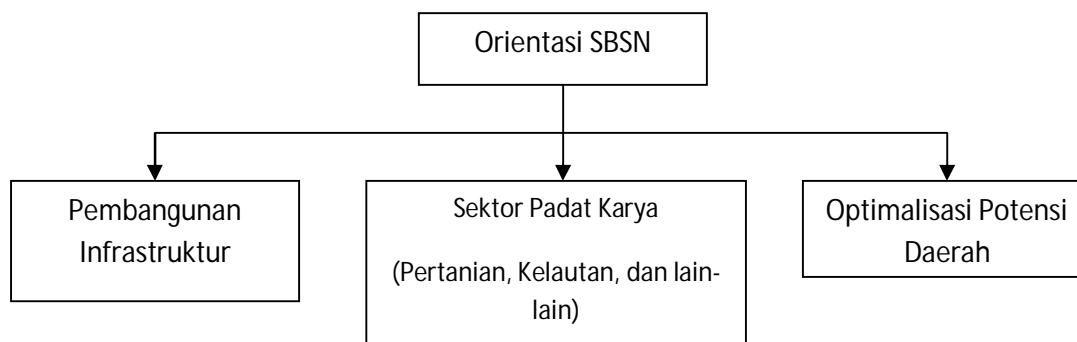 Orientasi SBSN
Pembangunan
Infrastruktur
Sektor Padat Karya
(Pertanian, Kelautan, dan lain-
lain)
Optimalisasi Potensi
Daerah